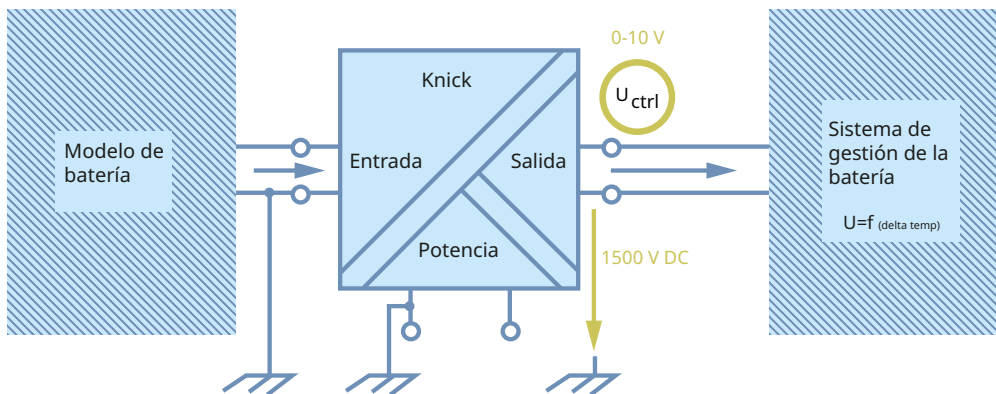 Modelo de
batería
Knick
Entrada
Salida
Potencia
0-10 V
U ctrl
1500 V DC
Sistema de
gestión de la
batería
U=f (delta temp)